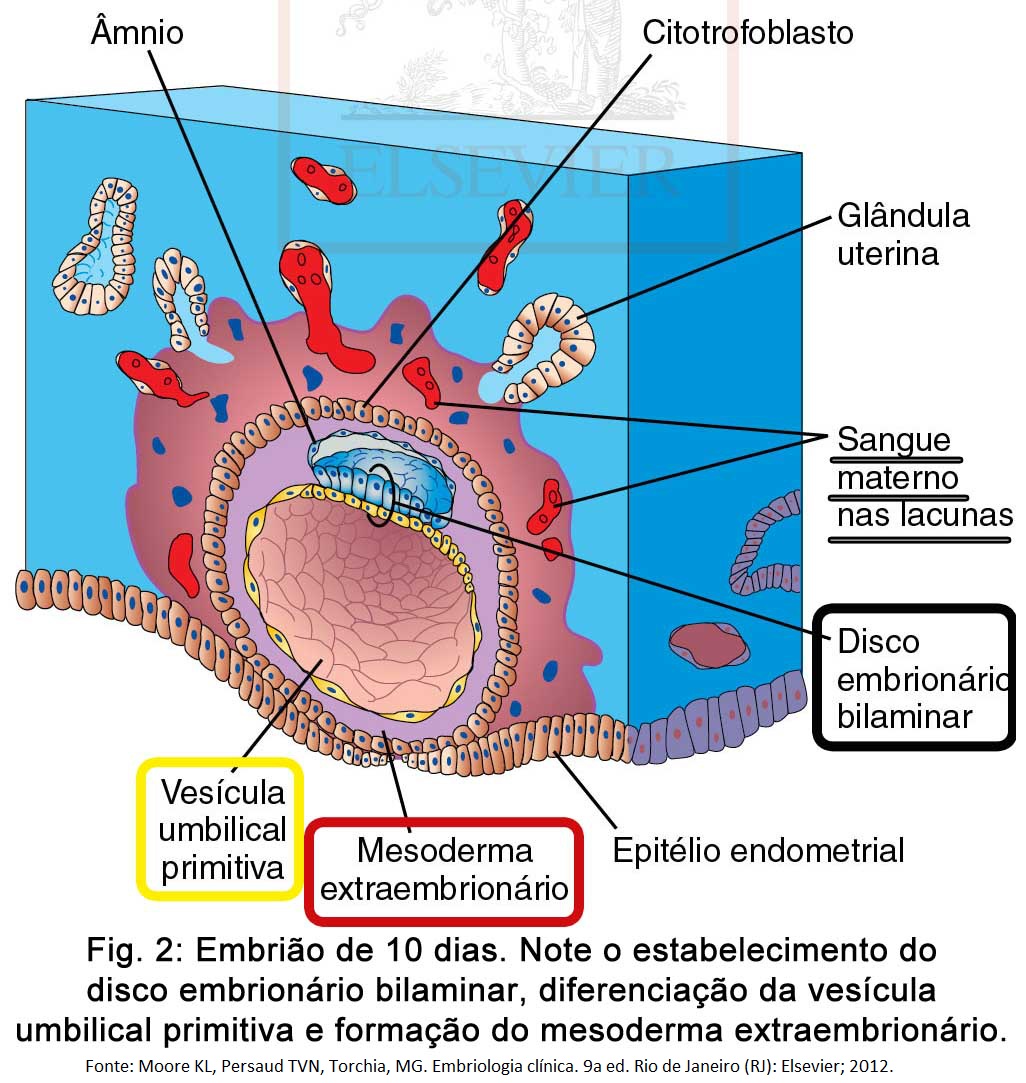 Âmnio
Citotrofoblasto
ELSEVIER
Glândula
uterina
Sangue
materno
nas lacunas
Disco
embrionário
bilaminar
Vesícula
umbilical
primitiva
Mesoderma
extraembrionário
Epitélio endometrial
Fig. 2: Embrião de 10 dias. Note o estabelecimento do
disco embrionário bilaminar, diferenciação da vesícula
umbilical primitiva e formação do mesoderma extraembrionário.
Fonte: Moore KL, Persaud TVN, Torchia, MG. Embriologia clínica. 9a ed. Rio de Janeiro (RJ): Elsevier; 2012.